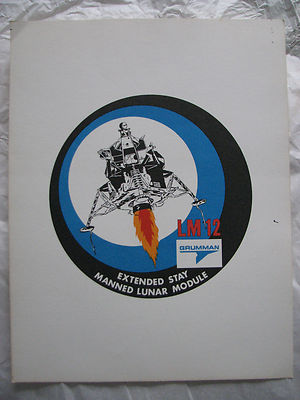 LM 12
GRUMMAN
EXTENDED STAY
MANNED LUNAR MODULE